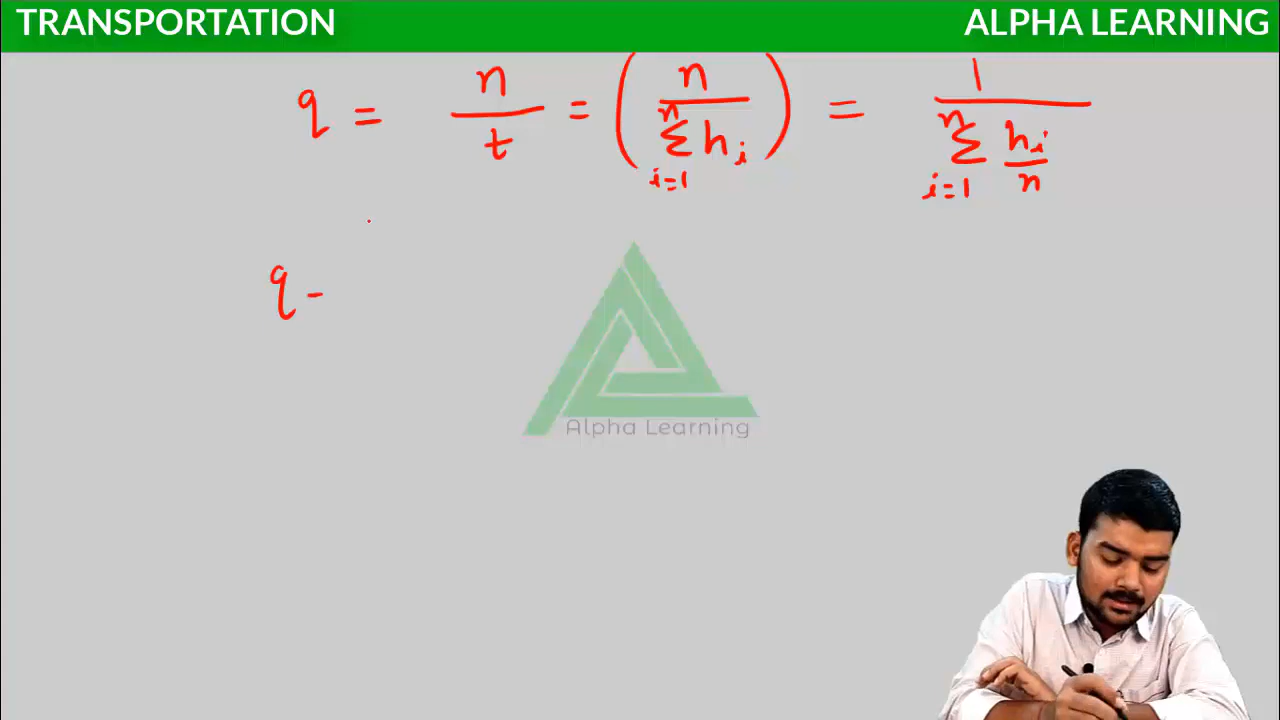 TRANSPORTATION ALPHA LEARNING
q = n/t = (n / Σ_{i=1}^{n} h_i) = 1 / Σ_{i=1}^{n} h_i/n
q -
Alpha Learning